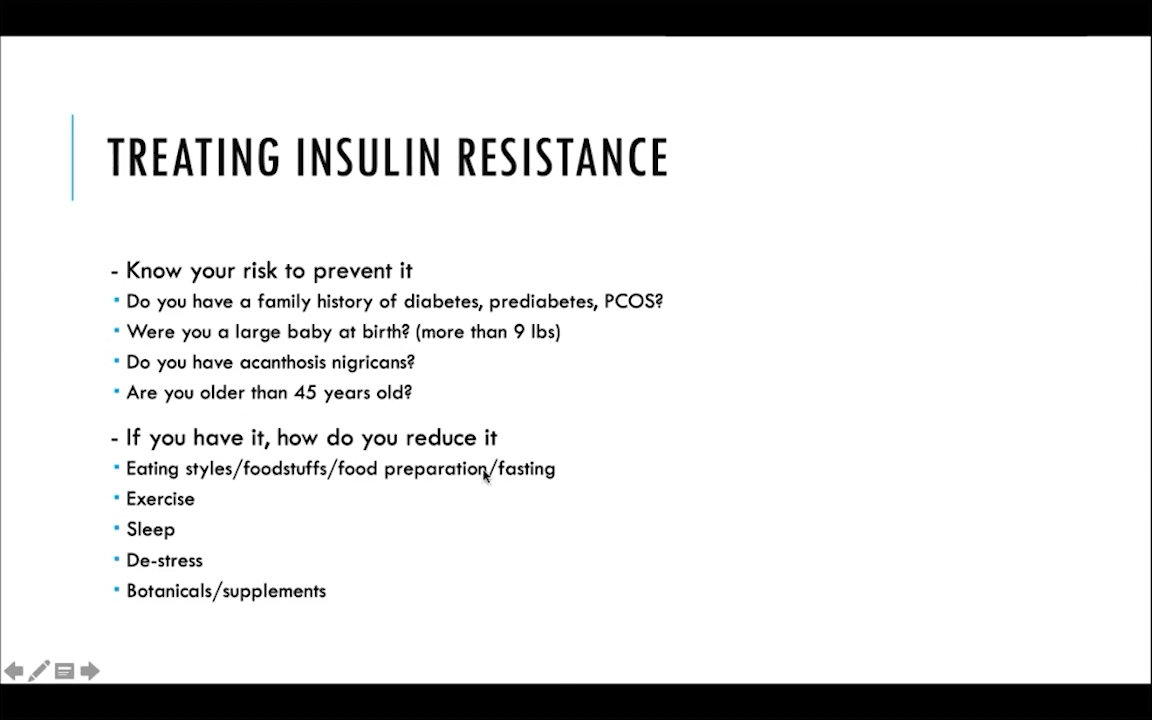 TREATING INSULIN RESISTANCE
- Know your risk to prevent it
▪ Do you have a family history of diabetes, prediabetes, PCOS?
▪ Were you a large baby at birth? (more than 9 lbs)
▪ Do you have acanthosis nigricans?
▪ Are you older than 45 years old?
- If you have it, how do you reduce it
▪ Eating styles/foodstuffs/food preparation/fasting
▪ Exercise
▪ Sleep
▪ De-stress
▪ Botanicals/supplements